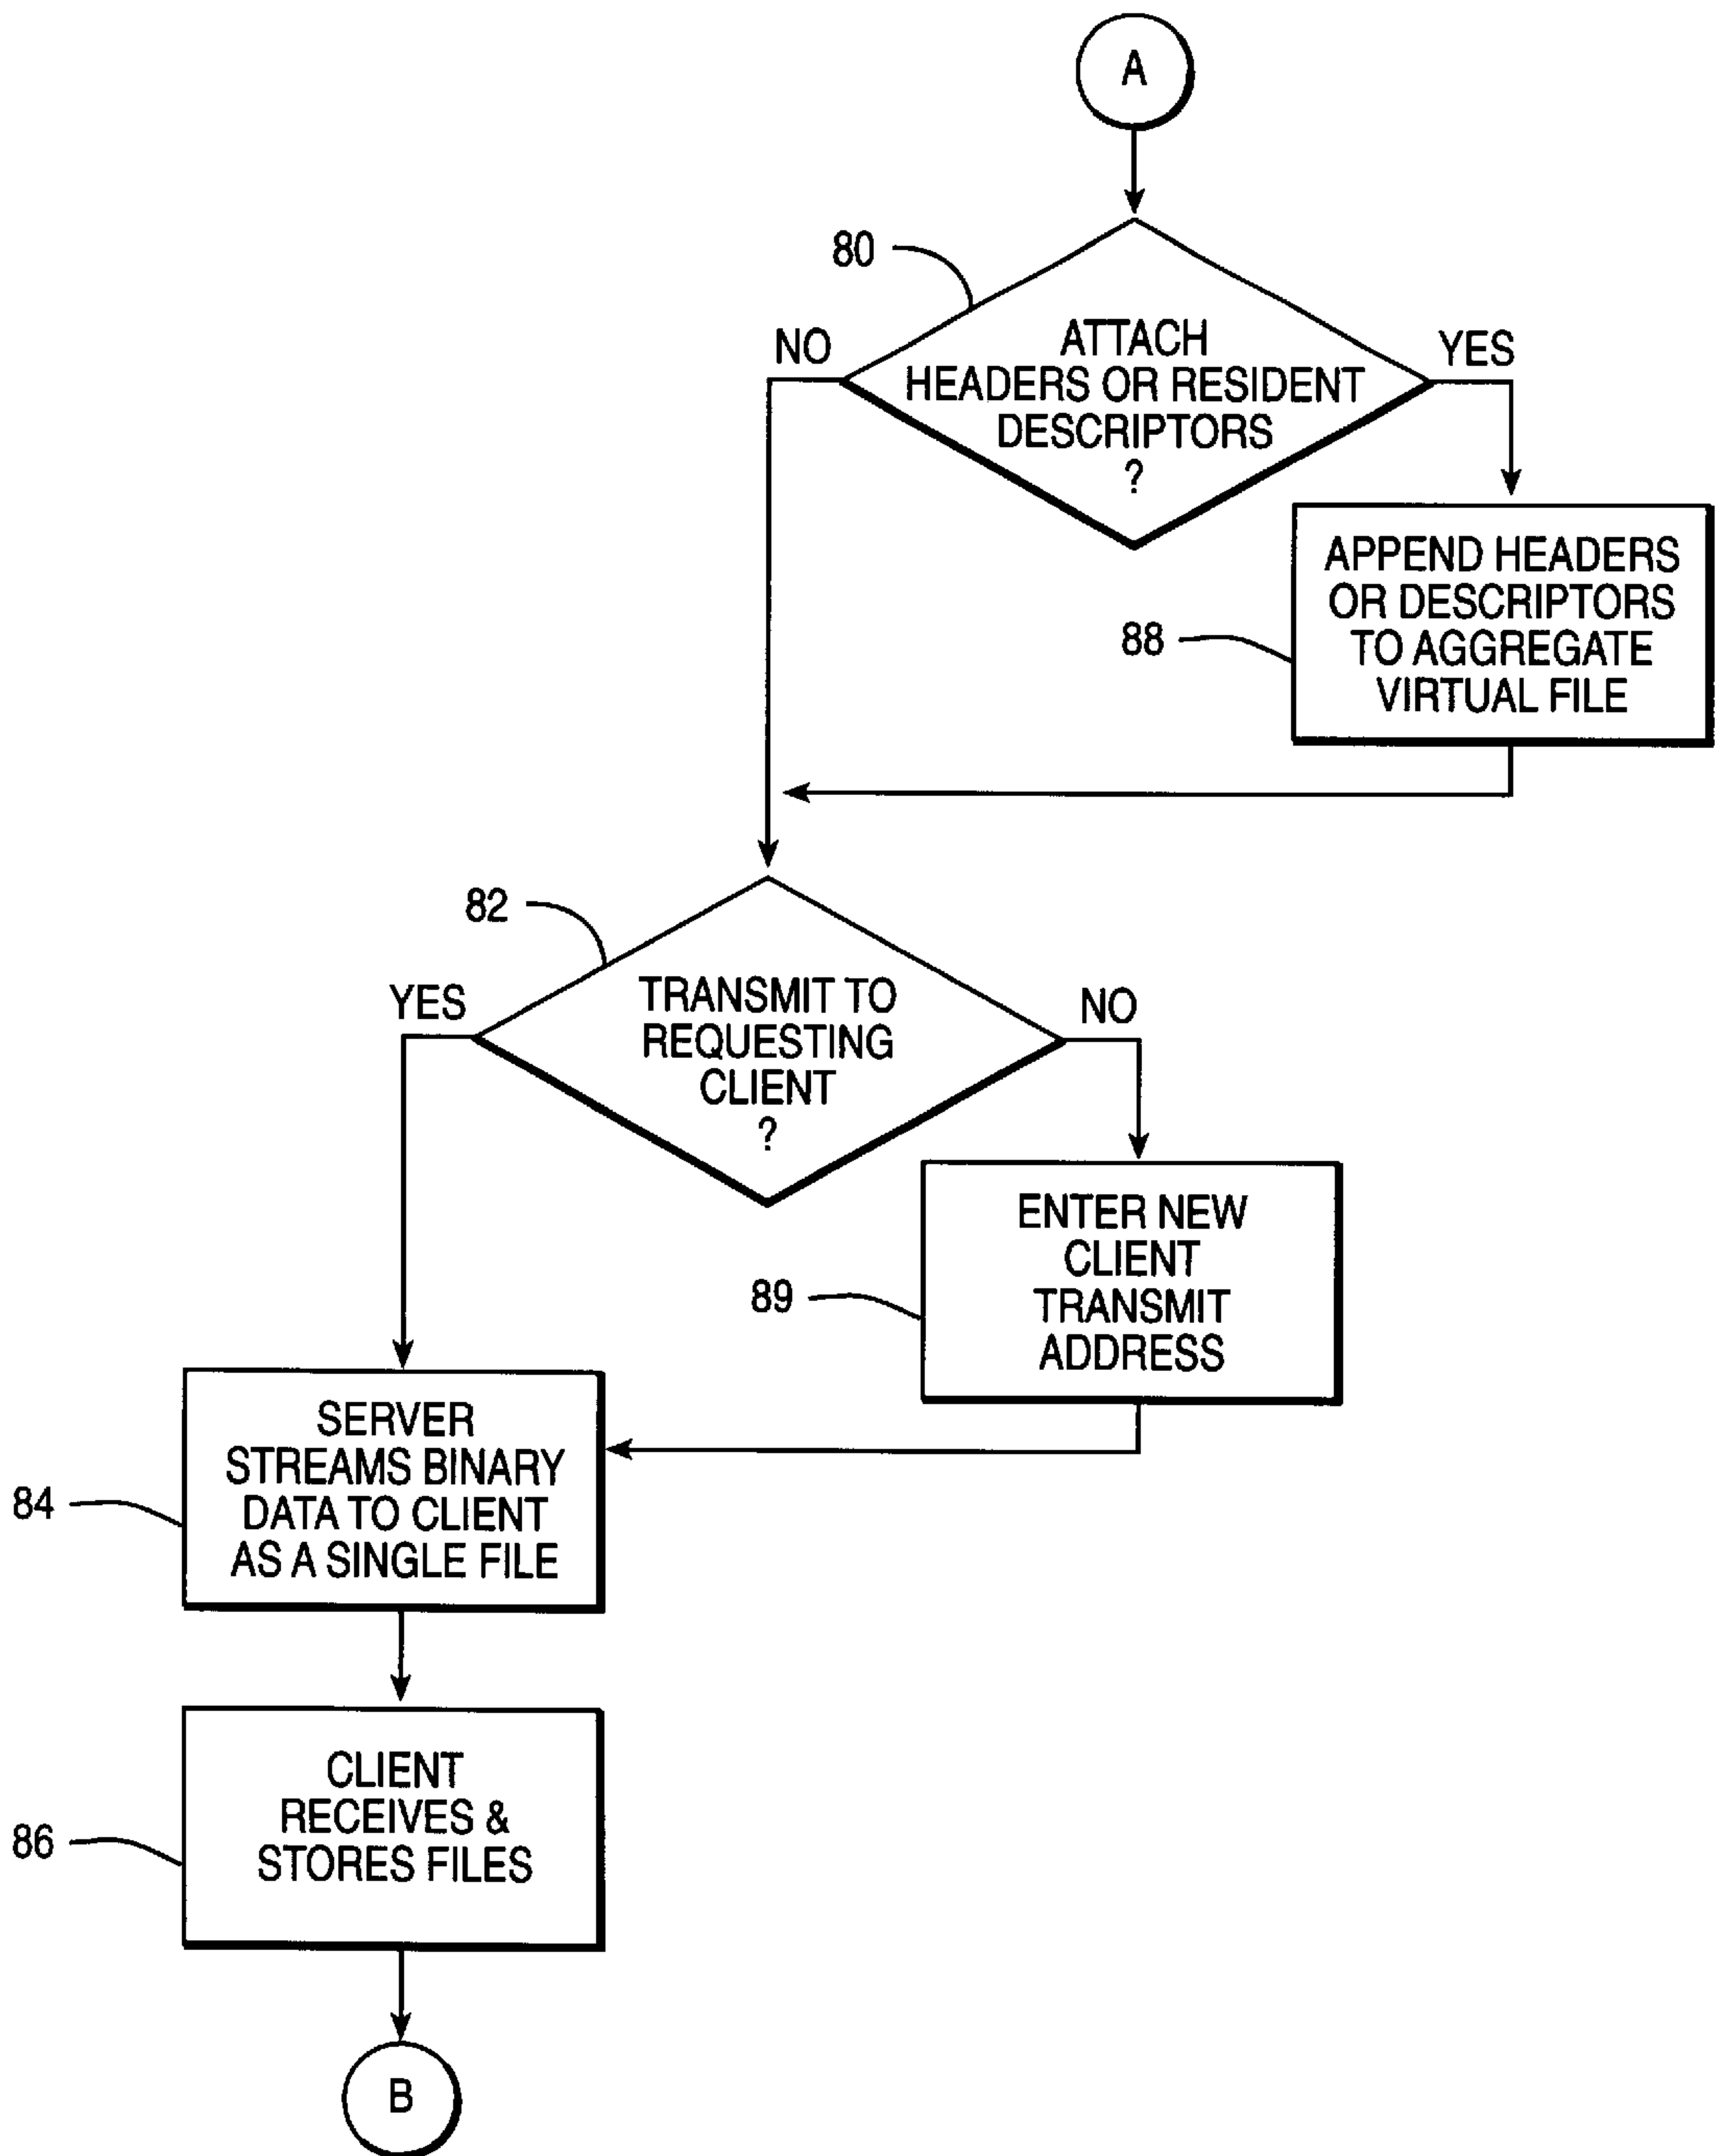 A
80
NO
YES
ATTACH
HEADERS OR RESIDENT
DESCRIPTORS
?
88
APPEND HEADERS
OR DESCRIPTORS
TO AGGREGATE
VIRTUAL FILE
82
YES
NO
TRANSMIT TO
REQUESTING
CLIENT
?
89
ENTER NEW
CLIENT
TRANSMIT
ADDRESS
84
SERVER
STREAMS BINARY
DATA TO CLIENT
AS A SINGLE FILE
86
CLIENT
RECEIVES &
STORES FILES
B